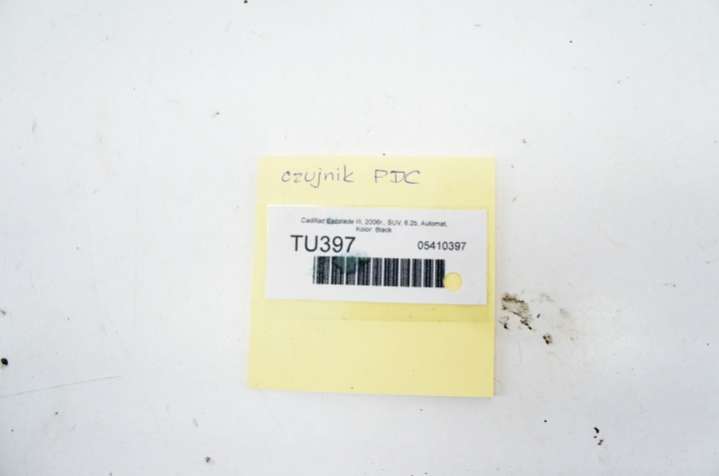 czujnik PDC
Cadillac Escalade III, 2006r., SUV, 6.2b, Automat,
Kolor: Black
TU397 05410397